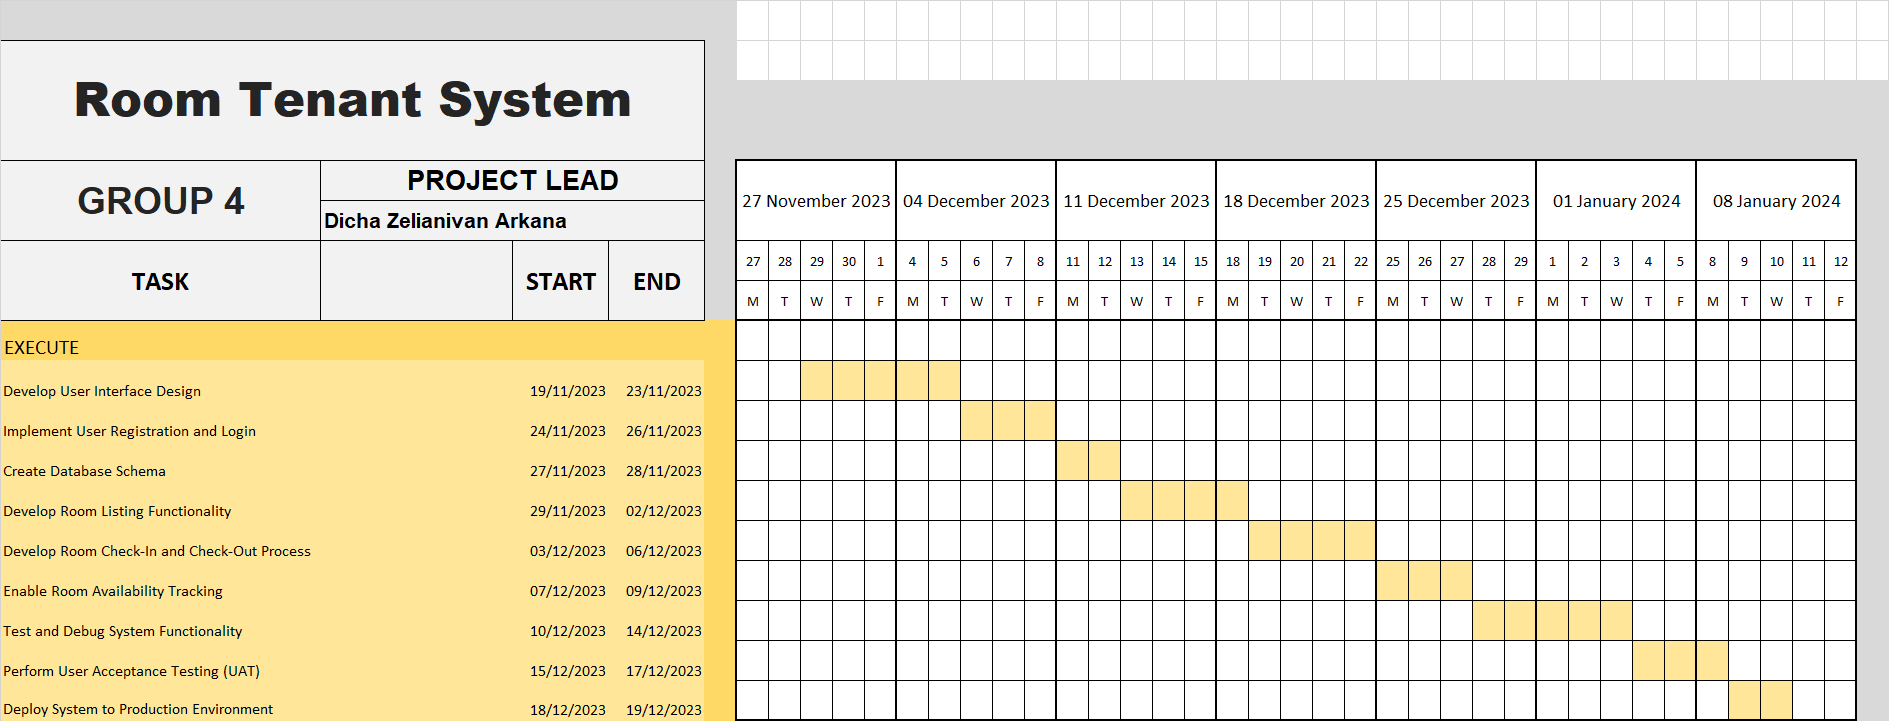 Room Tenant System
GROUP 4
PROJECT LEAD
Dicha Zelianivan Arkana
27 November 2023 04 December 2023 11 December 2023 18 December 2023 25 December 2023 01 January 2024 08 January 2024
TASK START END
27 28 29 30 1 4 5 6 7 8 11 12 13 14 15 18 19 20 21 22 25 26 27 28 29 1 2 3 4 5 8 9 10 11 12
M T W T F M T W T F M T W T F M T W T F M T W T F M T W T F M T W T F
EXECUTE
Develop User Interface Design 19/11/2023 23/11/2023
Implement User Registration and Login 24/11/2023 26/11/2023
Create Database Schema 27/11/2023 28/11/2023
Develop Room Listing Functionality 29/11/2023 02/12/2023
Develop Room Check-In and Check-Out Process 03/12/2023 06/12/2023
Enable Room Availability Tracking 07/12/2023 09/12/2023
Test and Debug System Functionality 10/12/2023 14/12/2023
Perform User Acceptance Testing (UAT) 15/12/2023 17/12/2023
Deploy System to Production Environment 18/12/2023 19/12/2023